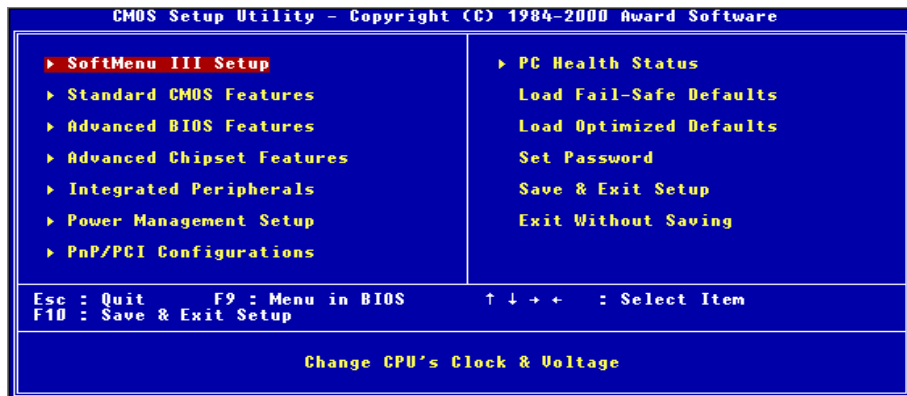 CMOS Setup Utility – Copyright (C) 1984–2000 Award Software
▸ SoftMenu III Setup
▸ Standard CMOS Features
▸ Advanced BIOS Features
▸ Advanced Chipset Features
▸ Integrated Peripherals
▸ Power Management Setup
▸ PnP/PCI Configurations
▸ PC Health Status
Load Fail-Safe Defaults
Load Optimized Defaults
Set Password
Save & Exit Setup
Exit Without Saving
Esc : Quit F9 : Menu in BIOS ↑ ↓ → ← : Select Item
F10 : Save & Exit Setup
Change CPU's Clock & Voltage